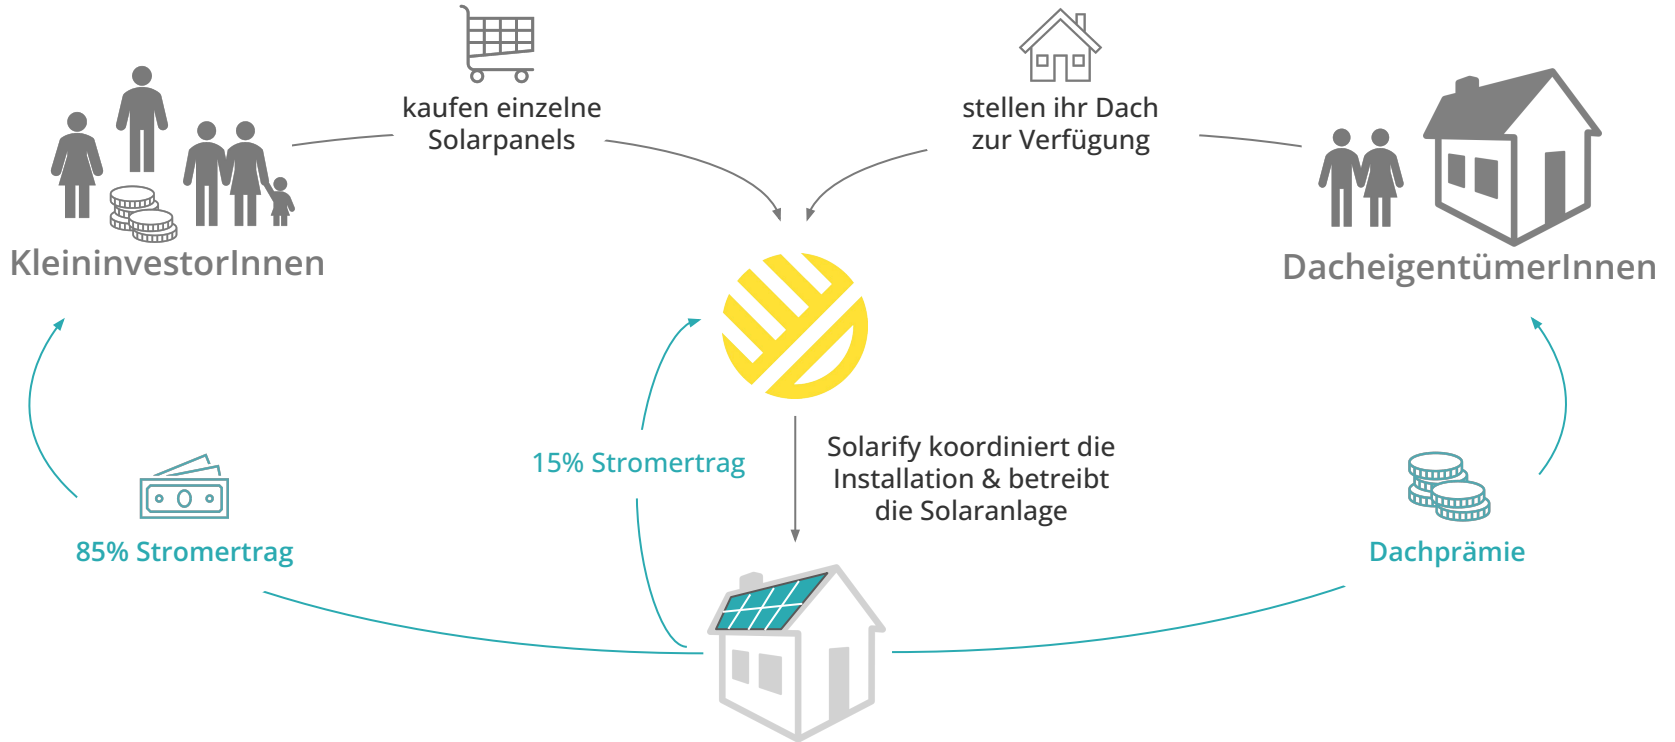 kaufen einzelne
Solarpanels
stellen ihr Dach
zur Verfügung
KleininvestorInnen
DacheigentümerInnen
15% Stromertrag
Solarify koordiniert die
Installation & betreibt
die Solaranlage
85% Stromertrag
Dachprämie